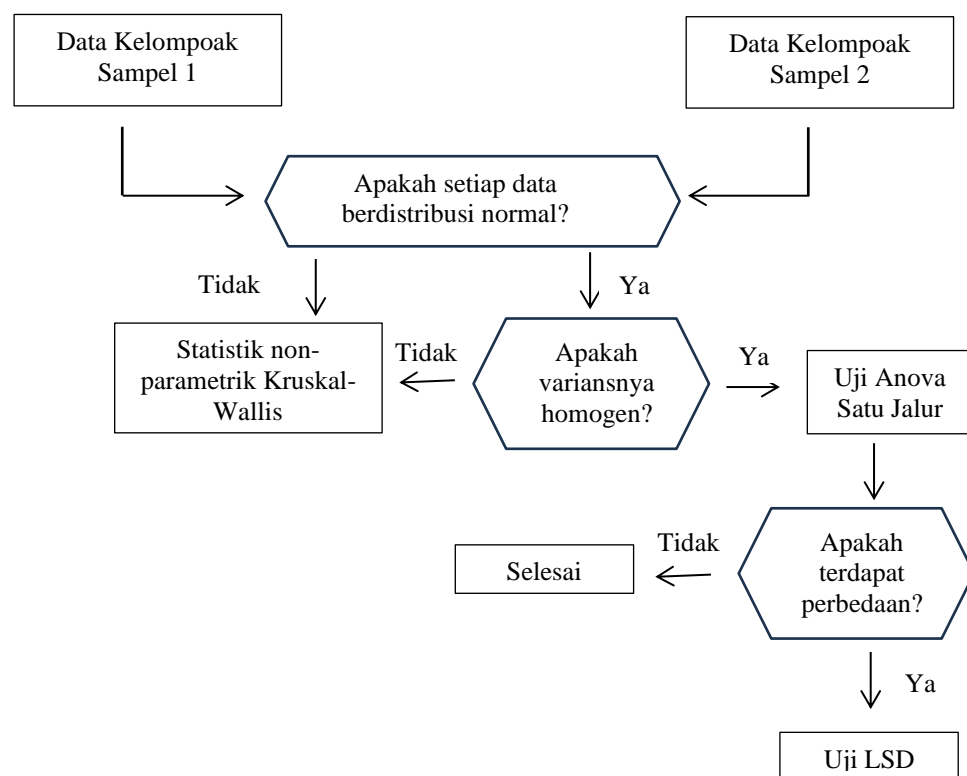 Data Kelompoak
Sampel 1
Data Kelompoak
Sampel 2
Apakah setiap data
berdistribusi normal?
Tidak
Ya
Statistik non-
parametrik Kruskal-
Wallis
Tidak
Apakah
variansnya
homogen?
Ya
Uji Anova
Satu Jalur
Selesai
Tidak
Apakah
terdapat
perbedaan?
Ya
Uji LSD